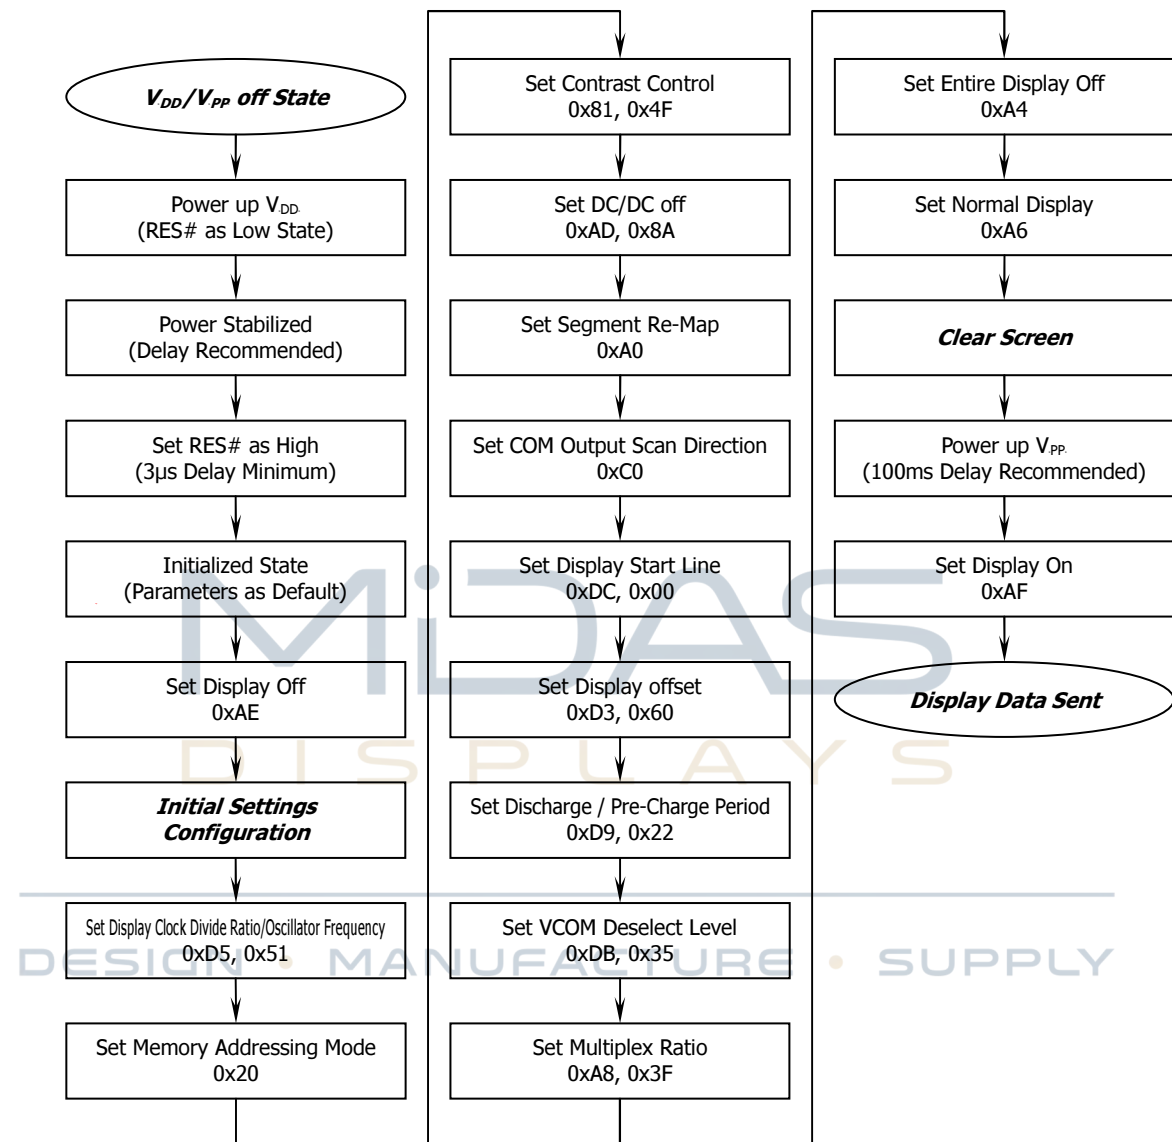 V_DD/V_PP off State
Power up V_DD.
(RES# as Low State)
Power Stabilized
(Delay Recommended)
Set RES# as High
(3µs Delay Minimum)
Initialized State
(Parameters as Default)
Set Display Off
0xAE
Initial Settings
Configuration
Set Display Clock Divide Ratio/Oscillator Frequency
0xD5, 0x51
Set Memory Addressing Mode
0x20
Set Contrast Control
0x81, 0x4F
Set DC/DC off
0xAD, 0x8A
Set Segment Re-Map
0xA0
Set COM Output Scan Direction
0xC0
Set Display Start Line
0xDC, 0x00
Set Display offset
0xD3, 0x60
Set Discharge / Pre-Charge Period
0xD9, 0x22
Set VCOM Deselect Level
0xDB, 0x35
Set Multiplex Ratio
0xA8, 0x3F
Set Entire Display Off
0xA4
Set Normal Display
0xA6
Clear Screen
Power up V_PP.
(100ms Delay Recommended)
Set Display On
0xAF
Display Data Sent
MiDAS
DISPLAYS
DESIGN • MANUFACTURE • SUPPLY